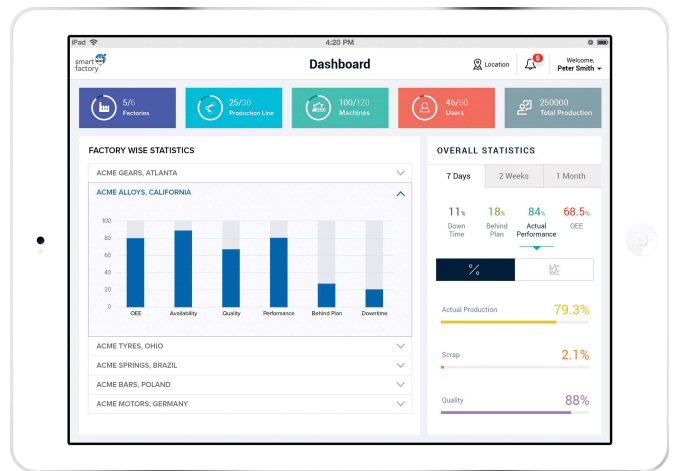 iPad
4:20 PM
smart
factory
Dashboard
Location
5
Welcome,
Peter Smith
5/6
Factories
25/30
Production Line
100/120
Machines
46/50
Users
250000
Total Production
FACTORY WISE STATISTICS
ACME GEARS, ATLANTA
ACME ALLOYS, CALIFORNIA
100
80
60
40
20
0
OEE
Availability
Quality
Performance
Behind Plan
Downtime
ACME TYRES, OHIO
ACME SPRINGS, BRAZIL
ACME BARS, POLAND
ACME MOTORS, GERMANY
OVERALL STATISTICS
7 Days
2 Weeks
1 Month
11%
Down
Time
18%
Behind
Plan
84%
Actual
Performance
68.5%
OEE
%
Actual Production
79.3%
Scrap
2.1%
Quality
88%